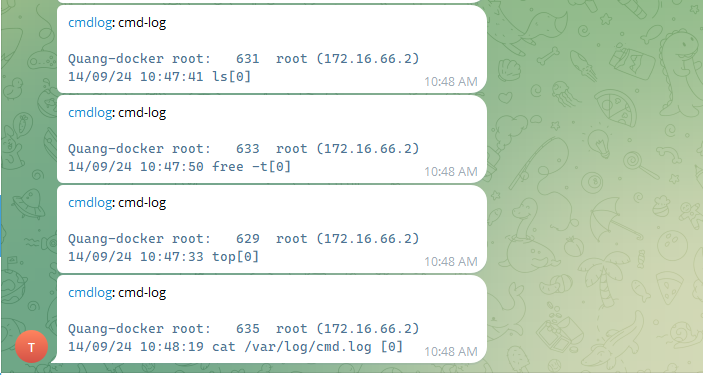 cmdlog: cmd-log
Quang-docker root:   631  root (172.16.66.2)
14/09/24 10:47:41 ls[0]
10:48 AM
cmdlog: cmd-log
Quang-docker root:   633  root (172.16.66.2)
14/09/24 10:47:50 free -t[0]
10:48 AM
cmdlog: cmd-log
Quang-docker root:   629  root (172.16.66.2)
14/09/24 10:47:33 top[0]
10:48 AM
cmdlog: cmd-log
Quang-docker root:   635  root (172.16.66.2)
T
14/09/24 10:48:19 cat /var/log/cmd.log [0]
10:48 AM